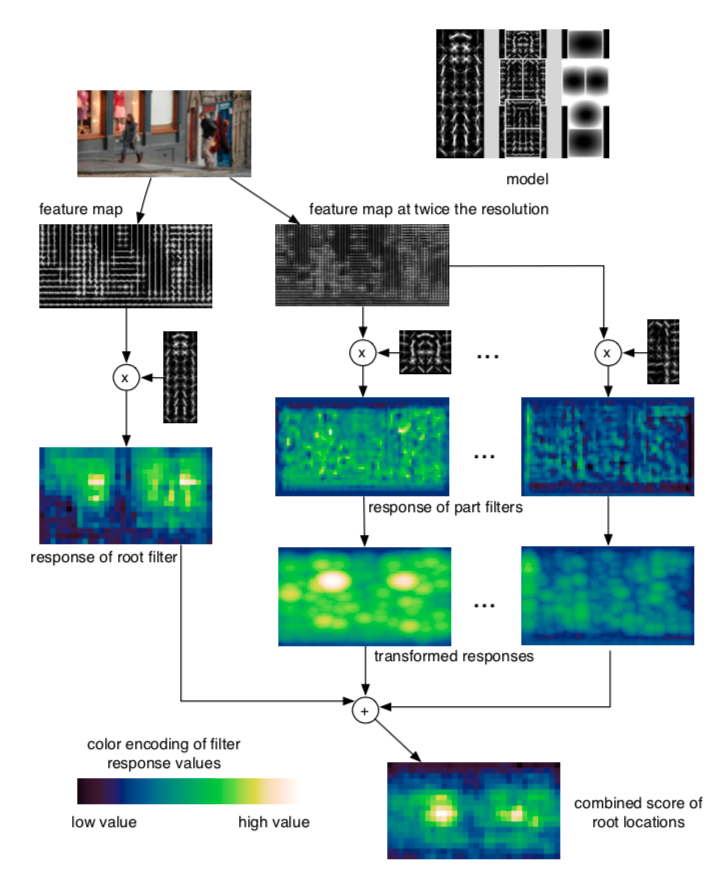 model
feature map
feature map at twice the resolution
x
x
...
x
...
response of part filters
response of root filter
...
transformed responses
+
color encoding of filter
response values
low value
high value
combined score of
root locations